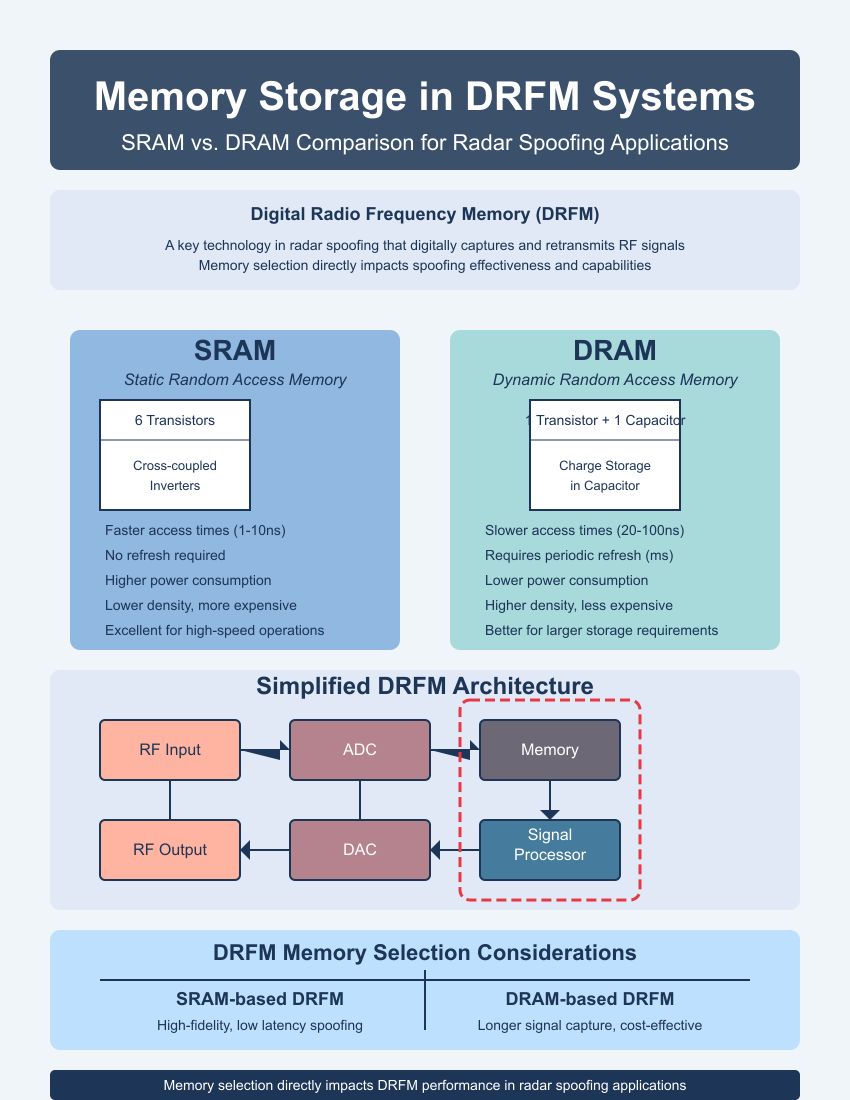 Memory Storage in DRFM Systems
SRAM vs. DRAM Comparison for Radar Spoofing Applications
Digital Radio Frequency Memory (DRFM)
A key technology in radar spoofing that digitally captures and retransmits RF signals
Memory selection directly impacts spoofing effectiveness and capabilities
SRAM
Static Random Access Memory
6 Transistors
Cross-coupled
Inverters
Faster access times (1-10ns)
No refresh required
Higher power consumption
Lower density, more expensive
Excellent for high-speed operations
DRAM
Dynamic Random Access Memory
1 Transistor + 1 Capacitor
Charge Storage
in Capacitor
Slower access times (20-100ns)
Requires periodic refresh (ms)
Lower power consumption
Higher density, less expensive
Better for larger storage requirements
Simplified DRFM Architecture
RF Input
ADC
Memory
RF Output
DAC
Signal
Processor
DRFM Memory Selection Considerations
SRAM-based DRFM
High-fidelity, low latency spoofing
DRAM-based DRFM
Longer signal capture, cost-effective
Memory selection directly impacts DRFM performance in radar spoofing applications